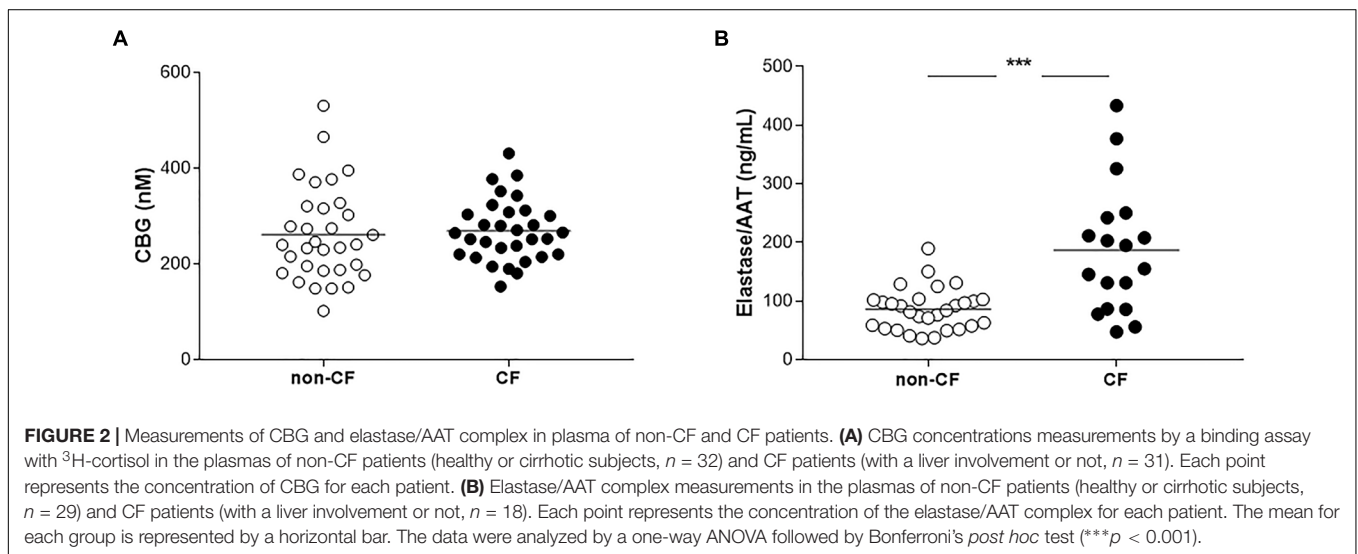 A
B
600
400
200
0
CBG (nM)
non-CF
CF
500
400
300
200
100
0
Elastase/AAT (ng/mL)
***
non-CF
CF
FIGURE 2 | Measurements of CBG and elastase/AAT complex in plasma of non-CF and CF patients. (A) CBG concentrations measurements by a binding assay
with ³H-cortisol in the plasmas of non-CF patients (healthy or cirrhotic subjects, n = 32) and CF patients (with a liver involvement or not, n = 31). Each point
represents the concentration of CBG for each patient. (B) Elastase/AAT complex measurements in the plasmas of non-CF patients (healthy or cirrhotic subjects,
n = 29) and CF patients (with a liver involvement or not, n = 18). Each point represents the concentration of the elastase/AAT complex for each patient. The mean for
each group is represented by a horizontal bar. The data were analyzed by a one-way ANOVA followed by Bonferroni's post hoc test (***p < 0.001).